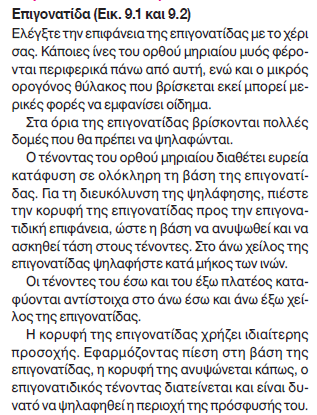 Επιγονατίδα (Εικ. 9.1 και 9.2)
Ελέγξτε την επιφάνεια της επιγονατίδας με το χέρι
σας. Κάποιες ίνες του ορθού μηριαίου μυός φέρο-
νται περιφερικά πάνω από αυτή, ενώ και ο μικρός
ορογόνος θύλακος που βρίσκεται εκεί μπορεί με-
ρικές φορές να εμφανίσει οίδημα.
Στα όρια της επιγονατίδας βρίσκονται πολλές
δομές που θα πρέπει να ψηλαφώνται.
Ο τένοντας του ορθού μηριαίου διαθέτει ευρεία
κατάφυση σε ολόκληρη τη βάση της επιγονατί-
δας. Για τη διευκόλυνση της ψηλάφησης, πιέστε
την κορυφή της επιγονατίδας προς την επιγονα-
τιδική επιφάνεια, ώστε η βάση να ανυψωθεί και να
ασκηθεί τάση στους τένοντες. Στο άνω χείλος της
επιγονατίδας ψηλαφήστε κατά μήκος των ινών.
Οι τένοντες του έσω και του έξω πλατέος κατα-
φύονται αντίστοιχα στο άνω έσω και άνω έξω χεί-
λος της επιγονατίδας.
Η κορυφή της επιγονατίδας χρήζει ιδιαίτερης
προσοχής. Εφαρμόζοντας πίεση στη βάση της
επιγονατίδας, η κορυφή της ανυψώνεται κάπως, ο
επιγονατιδικός τένοντας διατείνεται και είναι δυ-
νατό να ψηλαφηθεί η περιοχή της πρόσφυσής του.